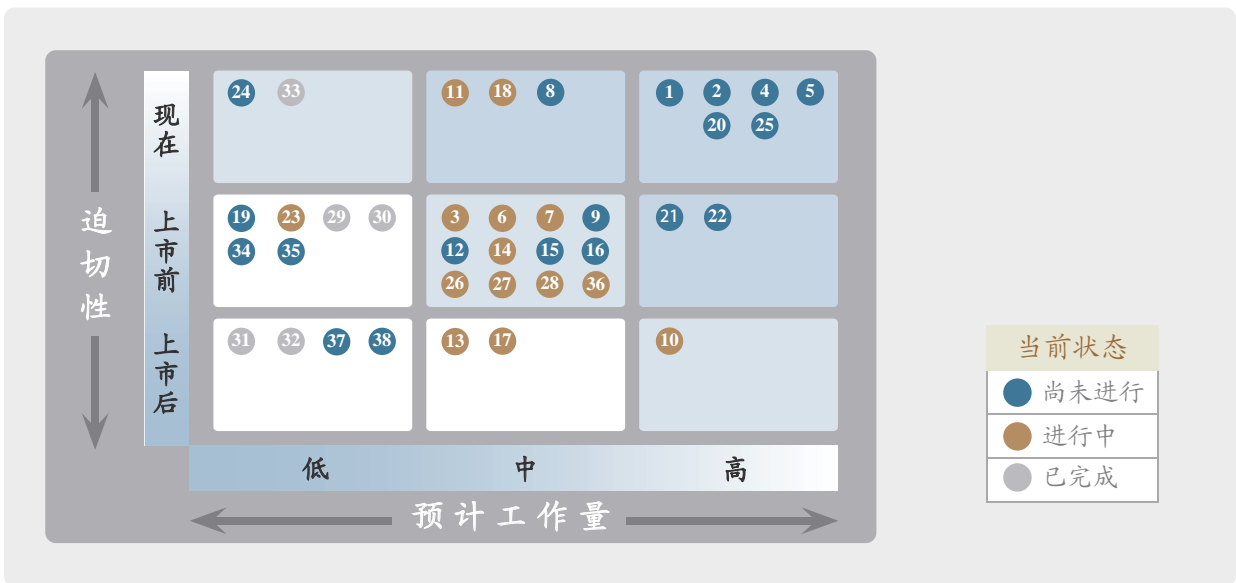 迫切性
现在
24 33
11 18 8
1 2 4 5
20 25
上市前
19 23 29 30
34 35
3 6 7 9
12 14 15 16
26 27 28 36
21 22
上市后
31 32 37 38
13 17
10
低 中 高
预计工作量
当前状态
尚未进行
进行中
已完成